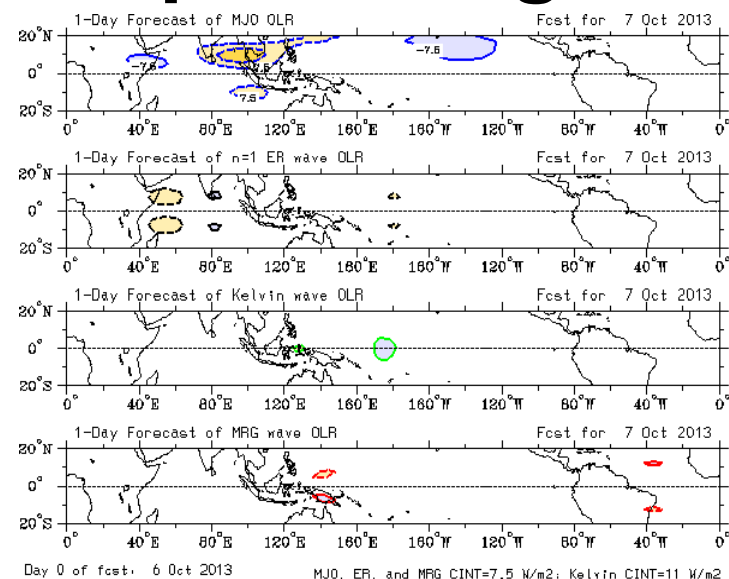 1-Day Forecast of MJO OLR Fcst for 7 Oct 2013
20°N
-7.5 7.5 -7.5
0°
7.5
20°S
0° 40°E 80°E 120°E 160°E 160°W 120°W 80°W 40°W 0°
1-Day Forecast of n=1 ER wave OLR Fcst for 7 Oct 2013
20°N
0°
20°S
0° 40°E 80°E 120°E 160°E 160°W 120°W 80°W 40°W 0°
1-Day Forecast of Kelvin wave OLR Fcst for 7 Oct 2013
20°N
0°
20°S
0° 40°E 80°E 120°E 160°E 160°W 120°W 80°W 40°W 0°
1-Day Forecast of MRG wave OLR Fcst for 7 Oct 2013
20°N
0°
20°S
0° 40°E 80°E 120°E 160°E 160°W 120°W 80°W 40°W 0°
Day 0 of fcst: 6 Oct 2013 MJO, ER, and MRG CINT=7.5 W/m2; Kelvin CINT=11 W/m2